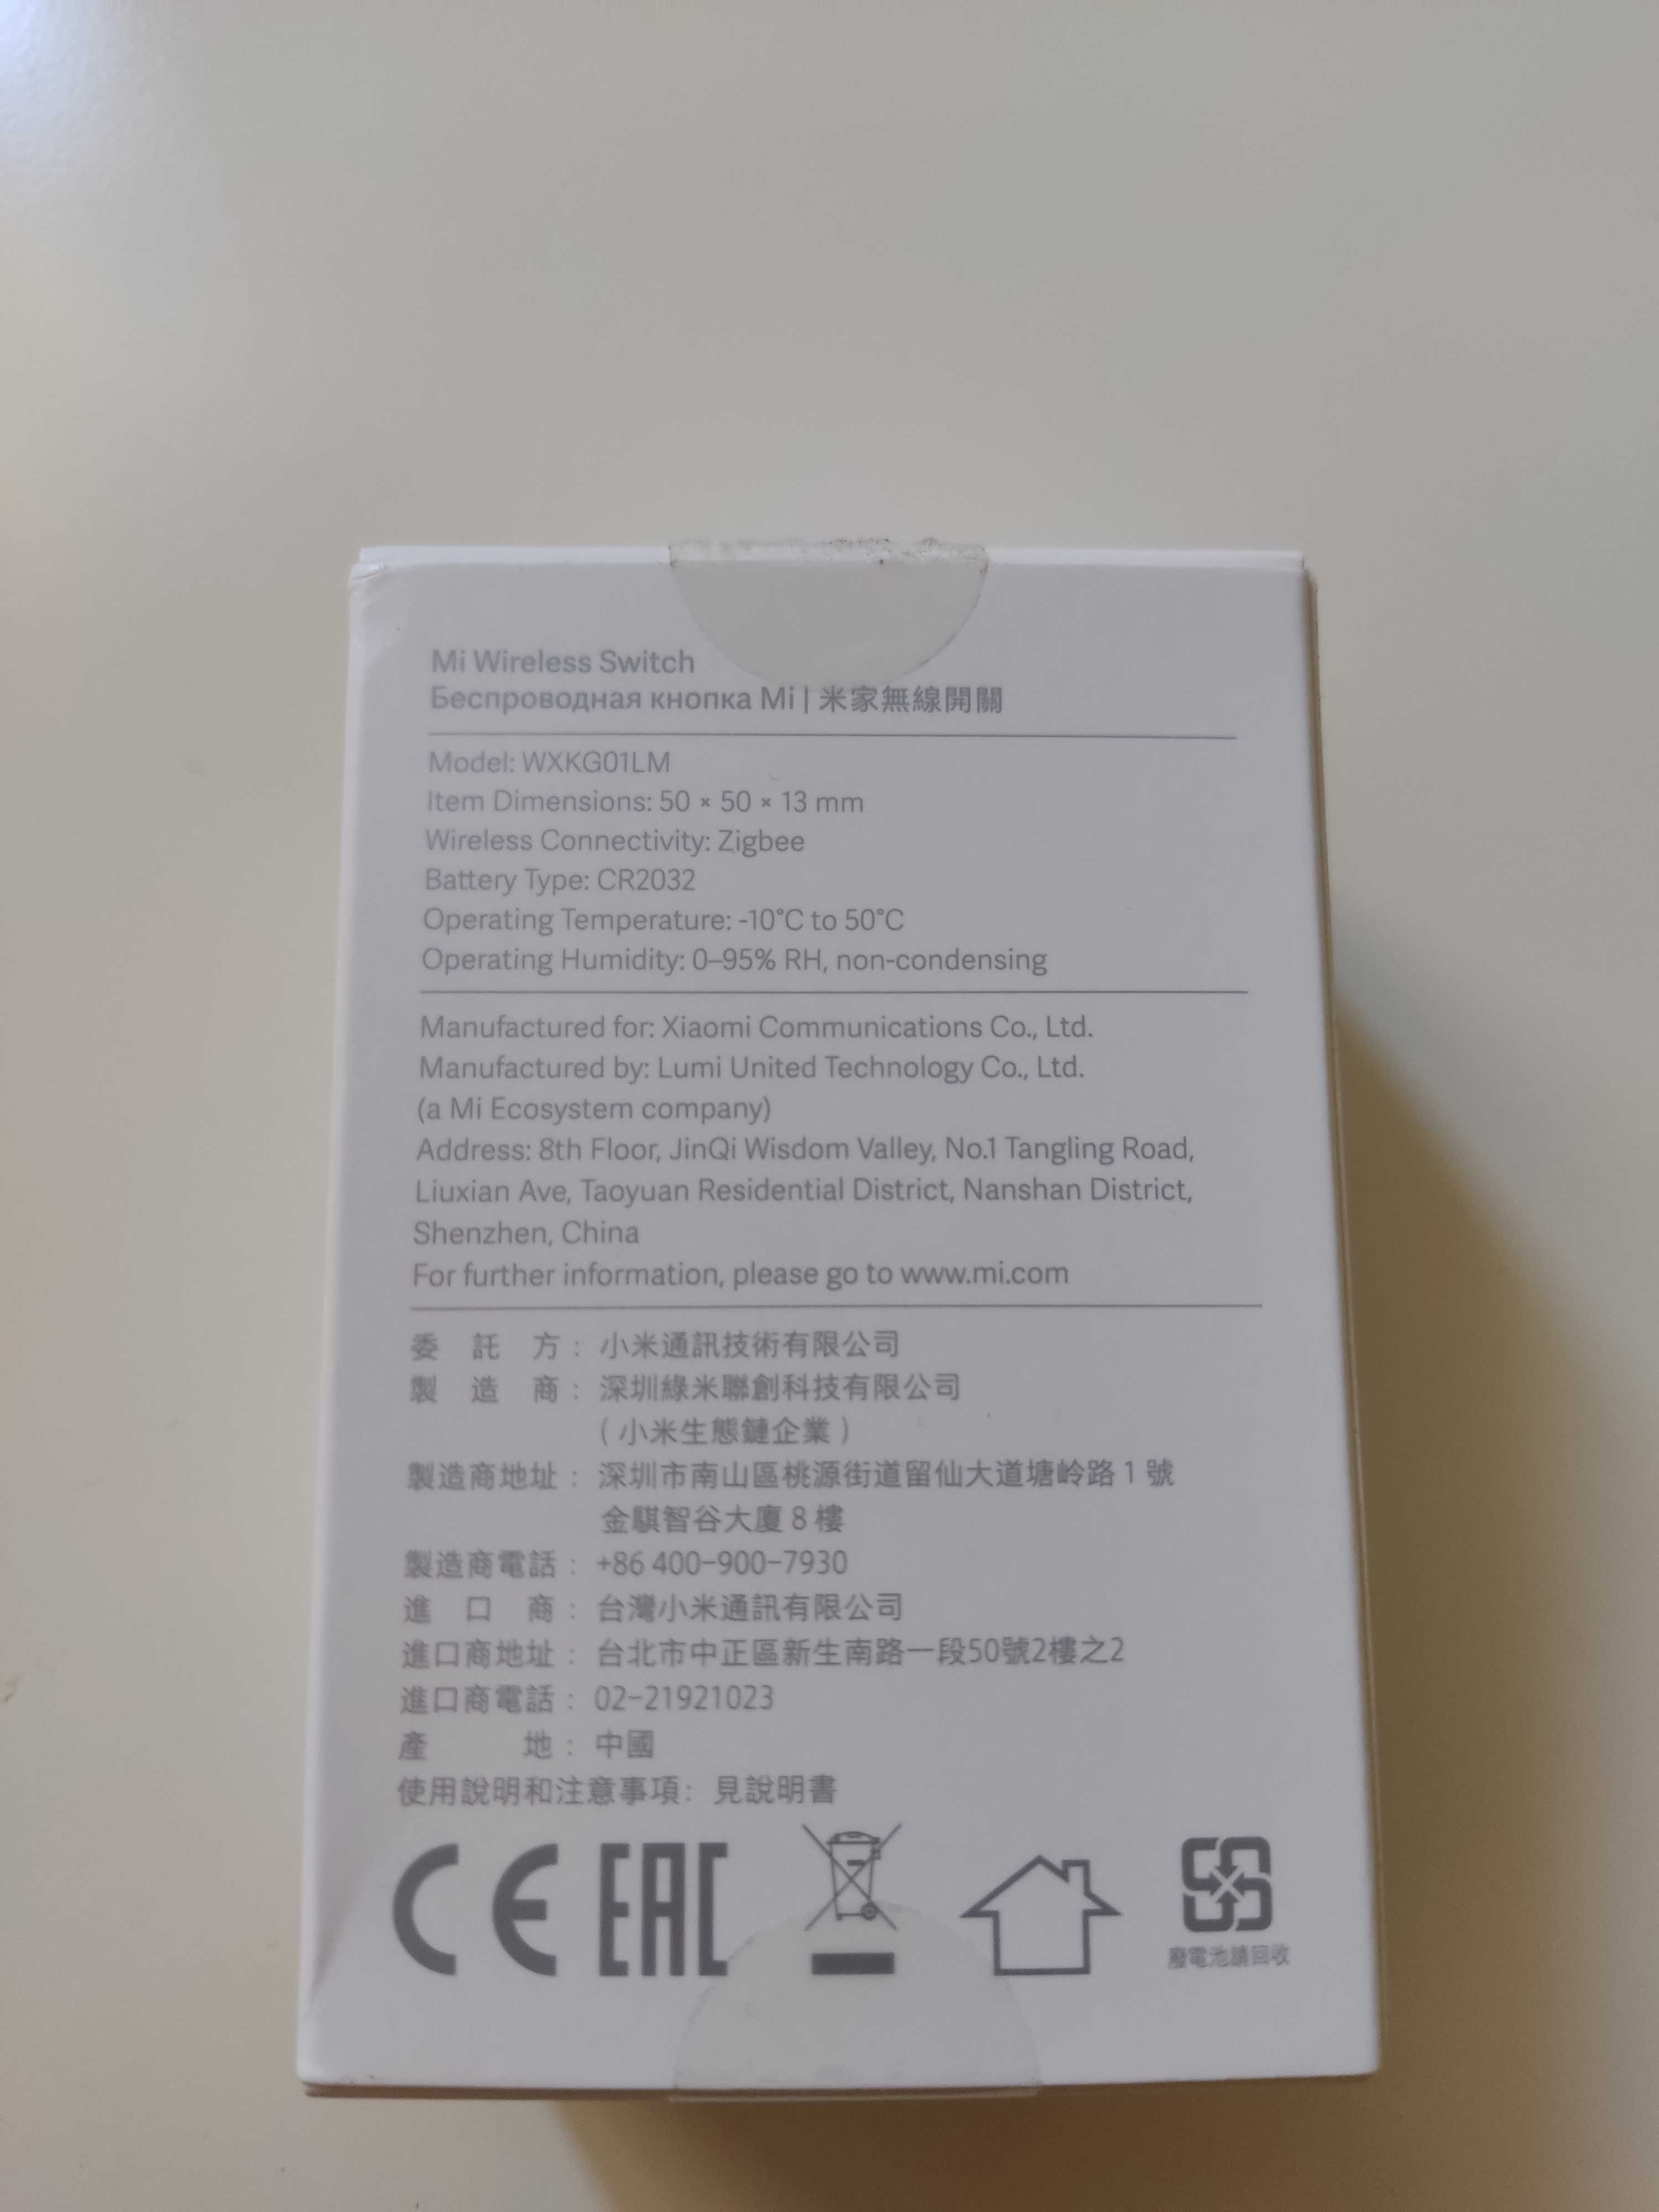 Mi Wireless Switch
Беспроводная кнопка Mi | 米家無線開關
Model: WXKG01LM
Item Dimensions: 50 × 50 × 13 mm
Wireless Connectivity: Zigbee
Battery Type: CR2032
Operating Temperature: -10°C to 50°C
Operating Humidity: 0–95% RH, non-condensing
Manufactured for: Xiaomi Communications Co., Ltd.
Manufactured by: Lumi United Technology Co., Ltd.
(a Mi Ecosystem company)
Address: 8th Floor, JinQi Wisdom Valley, No.1 Tangling Road,
Liuxian Ave, Taoyuan Residential District, Nanshan District,
Shenzhen, China
For further information, please go to www.mi.com
委託方：小米通訊技術有限公司
製造商：深圳綠米聯創科技有限公司
（小米生態鏈企業）
製造商地址：深圳市南山區桃源街道留仙大道塘岭路 1 號
金騏智谷大廈 8 樓
製造商電話：+86 400-900-7930
進口商：台灣小米通訊有限公司
進口商地址：台北市中正區新生南路一段50號2樓之2
進口商電話：02-21921023
產地：中國
使用說明和注意事項：見說明書
CE EAC
廢電池請回收